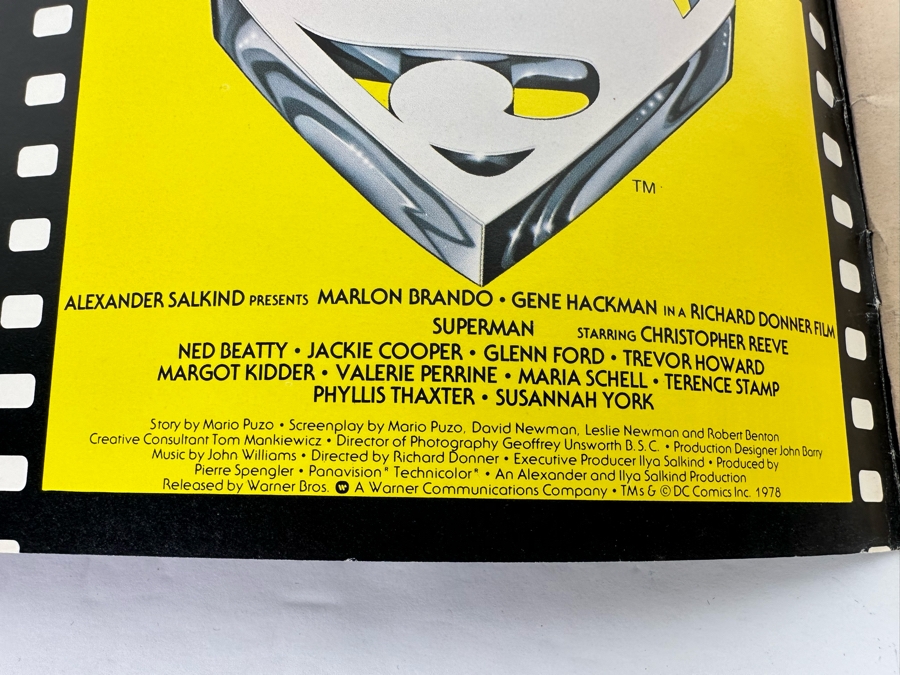 TM
ALEXANDER SALKIND PRESENTS MARLON BRANDO • GENE HACKMAN IN A RICHARD DONNER FILM
SUPERMAN STARRING CHRISTOPHER REEVE
NED BEATTY • JACKIE COOPER • GLENN FORD • TREVOR HOWARD
MARGOT KIDDER • VALERIE PERRINE • MARIA SCHELL • TERENCE STAMP
PHYLLIS THAXTER • SUSANNAH YORK
Story by Mario Puzo • Screenplay by Mario Puzo, David Newman, Leslie Newman and Robert Benton
Creative Consultant Tom Mankiewicz • Director of Photography Geoffrey Unsworth B.S.C. • Production Designer John Barry
Music by John Williams • Directed by Richard Donner • Executive Producer Ilya Salkind • Produced by
Pierre Spengler • Panavision® Technicolor® • An Alexander and Ilya Salkind Production
Released by Warner Bros. W A Warner Communications Company • TMs & © DC Comics Inc. 1978